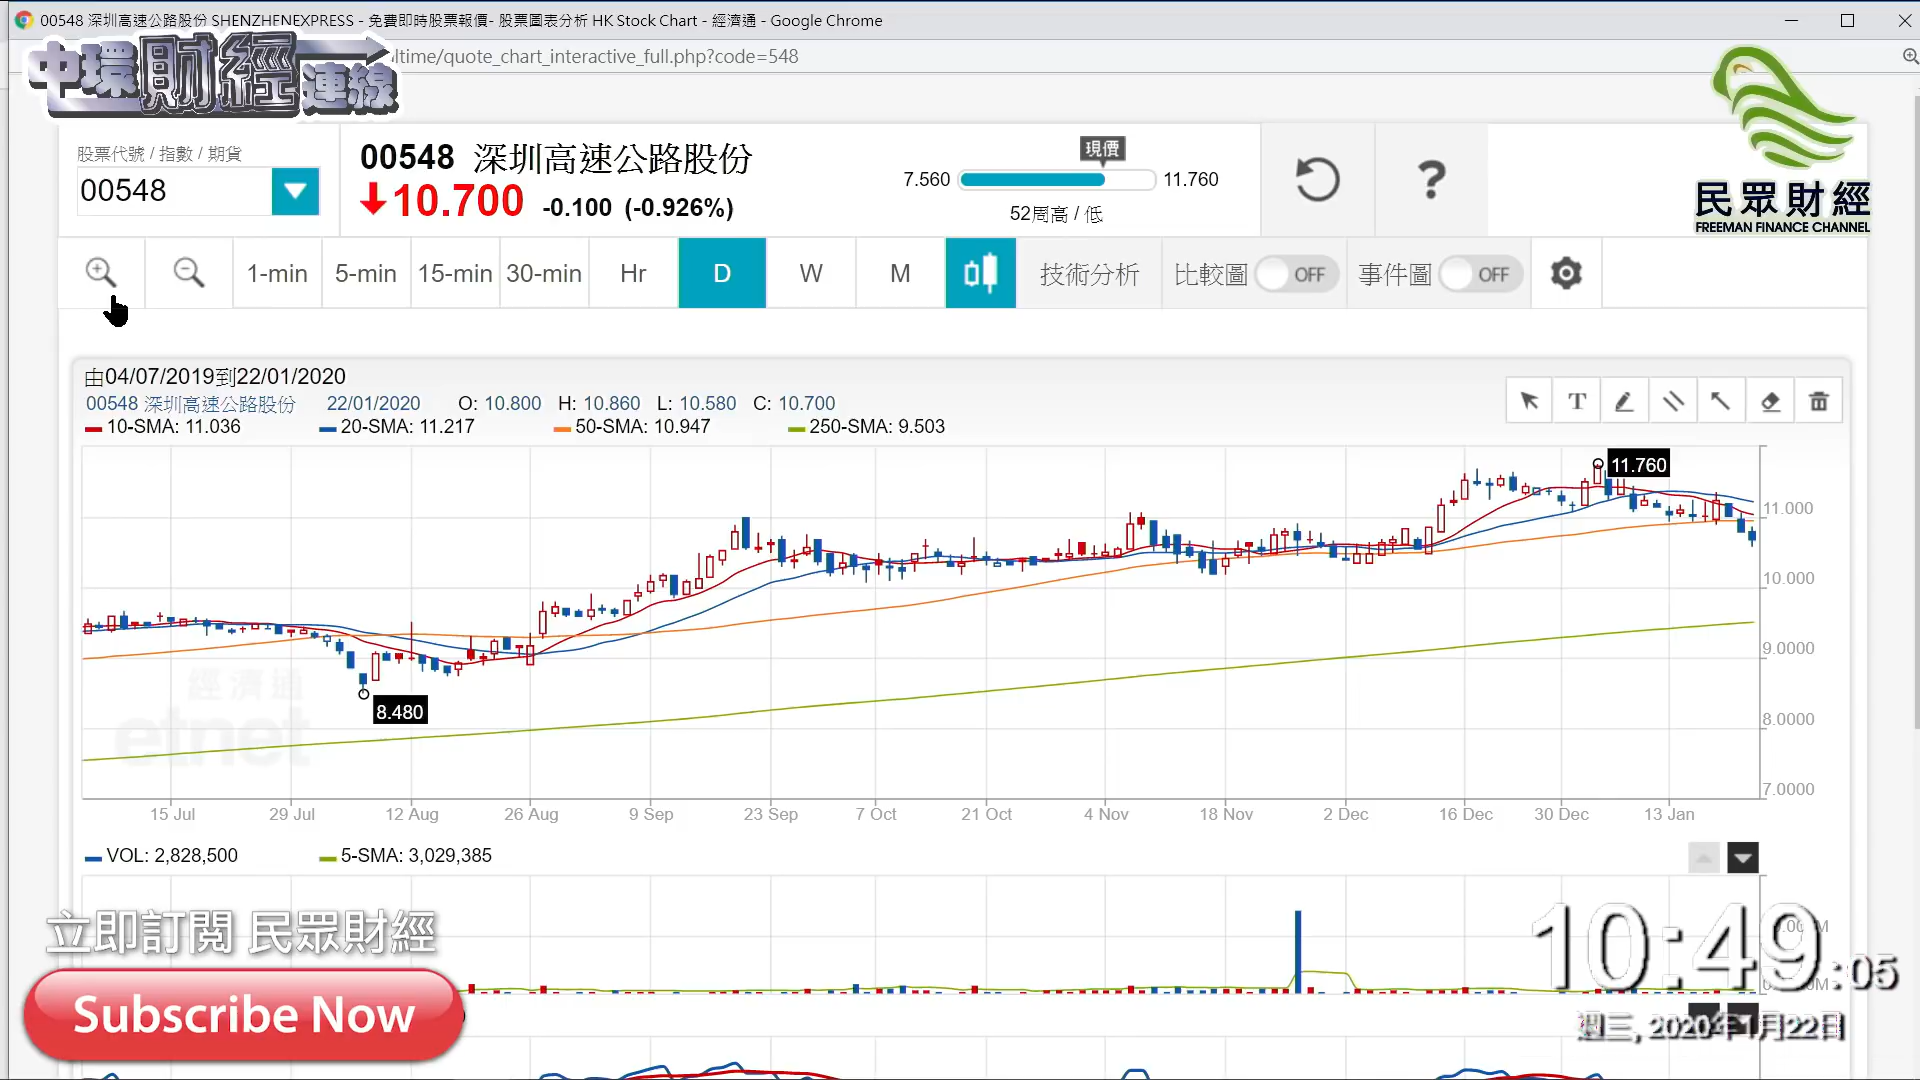 00548 深圳高速公路股份 SHENZHENEXPRESS - 免費即時股票報價- 股票圖表分析 HK Stock Chart - 經濟通 - Google Chrome
ltime/quote_chart_interactive_full.php?code=548
中環財經連線
股票代號 / 指數 / 期貨
00548
00548 深圳高速公路股份
10.700 -0.100 (-0.926%)
現價
7.560 11.760
52周高 / 低
?
民眾財經
FREEMAN FINANCE CHANNEL
1-min 5-min 15-min 30-min Hr D W M 技術分析 比較圖 OFF 事件圖 OFF
由04/07/2019到22/01/2020
00548 深圳高速公路股份 22/01/2020 O: 10.800 H: 10.860 L: 10.580 C: 10.700
10-SMA: 11.036 20-SMA: 11.217 50-SMA: 10.947 250-SMA: 9.503
T
11.760
11.000
10.000
9.0000
8.480
8.0000
7.0000
經濟通
etnet
15 Jul 29 Jul 12 Aug 26 Aug 9 Sep 23 Sep 7 Oct 21 Oct 4 Nov 18 Nov 2 Dec 16 Dec 30 Dec 13 Jan
VOL: 2,828,500 5-SMA: 3,029,385
立即訂閱 民眾財經
Subscribe Now
10:49:05
週三, 2020年1月22日